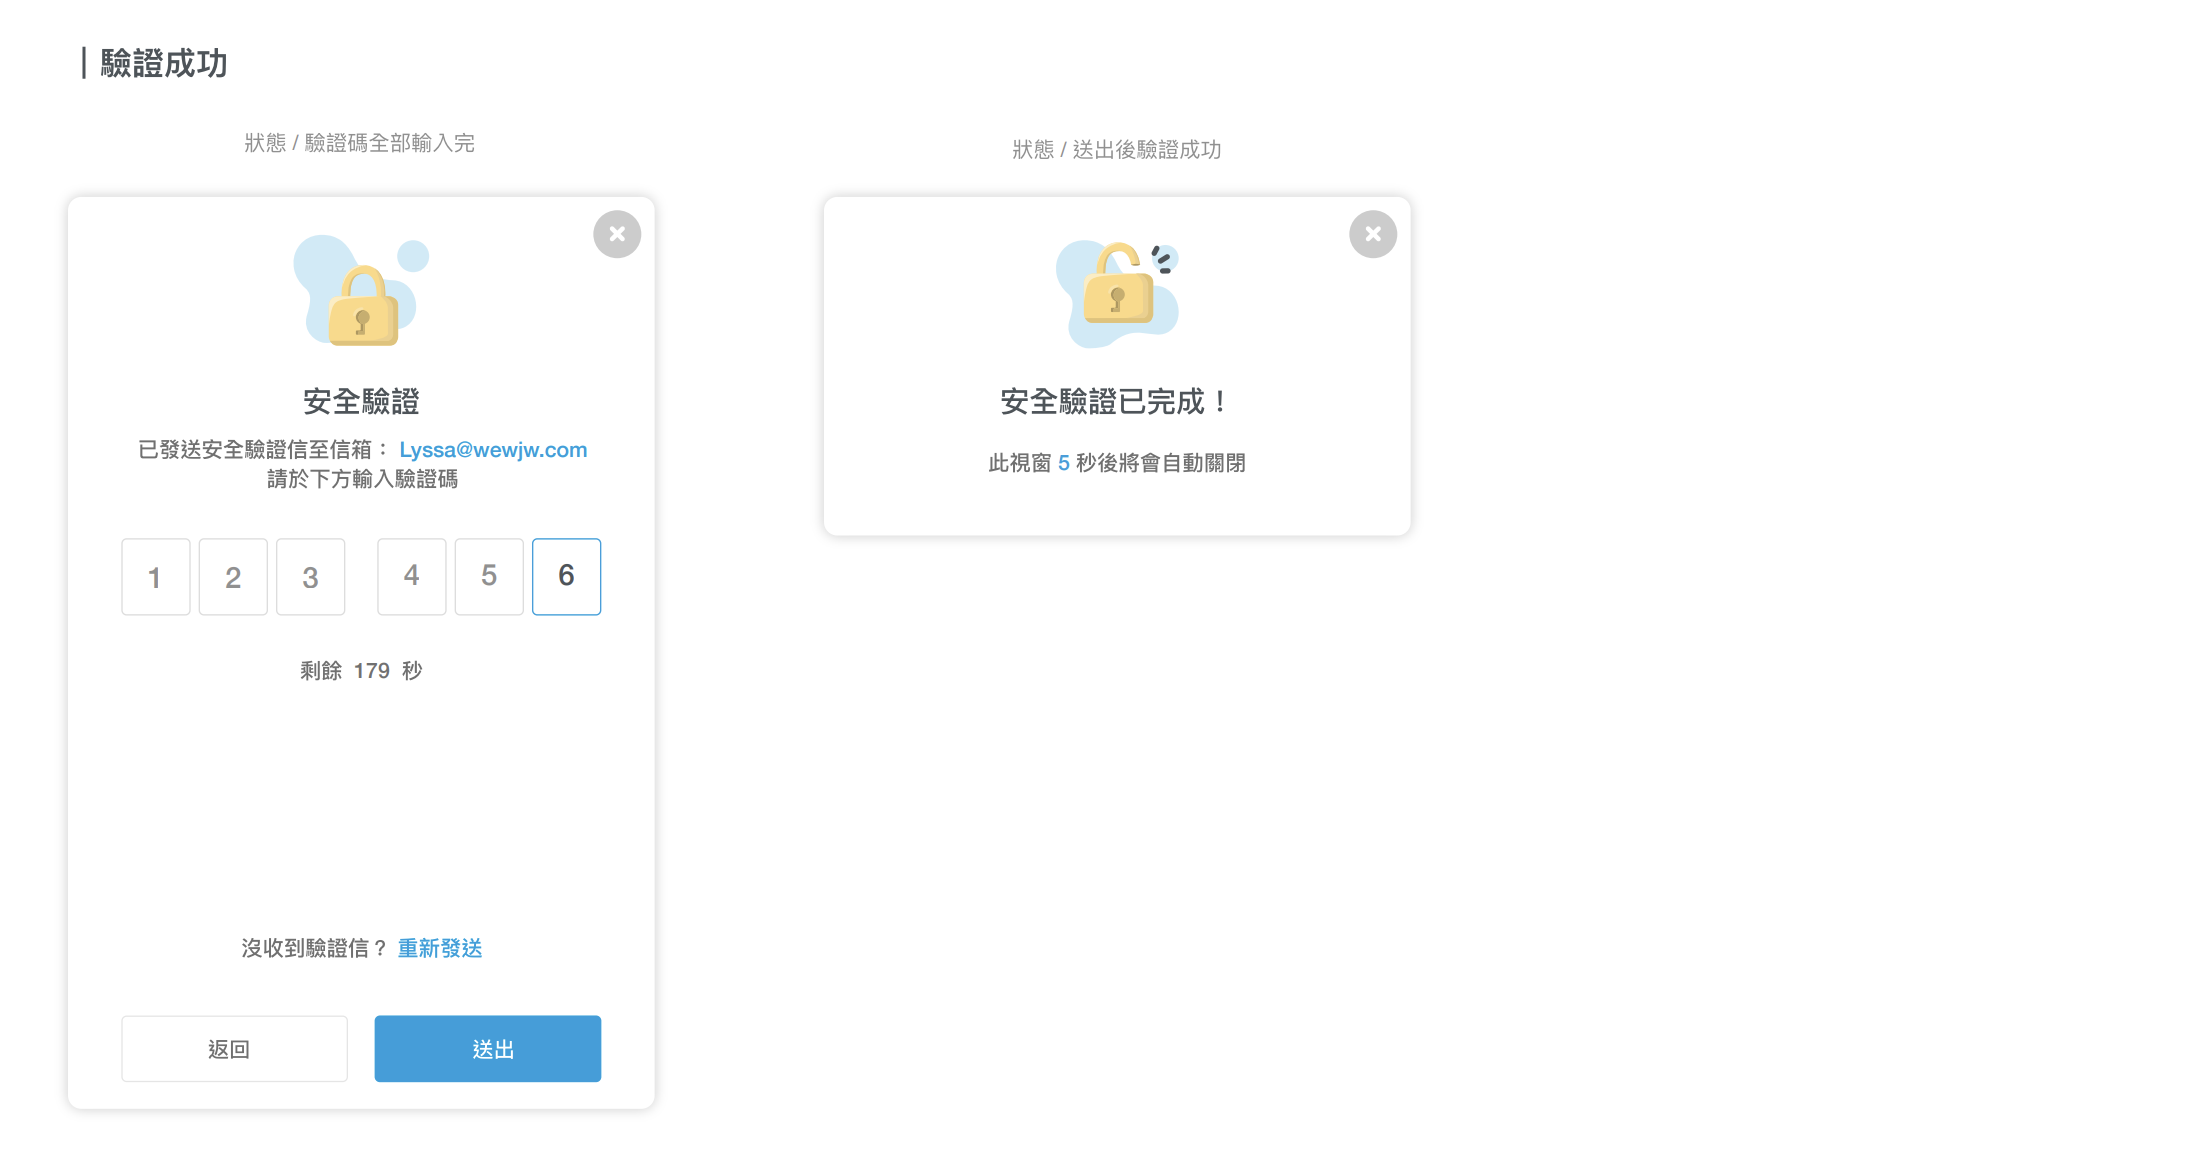 驗證成功
狀態 / 驗證碼全部輸入完
安全驗證
已發送安全驗證信至信箱： Lyssa@wewjw.com
請於下方輸入驗證碼
1 2 3 4 5 6
剩餘 179 秒
沒收到驗證信？ 重新發送
返回 送出
狀態 / 送出後驗證成功
安全驗證已完成！
此視窗 5 秒後將會自動關閉